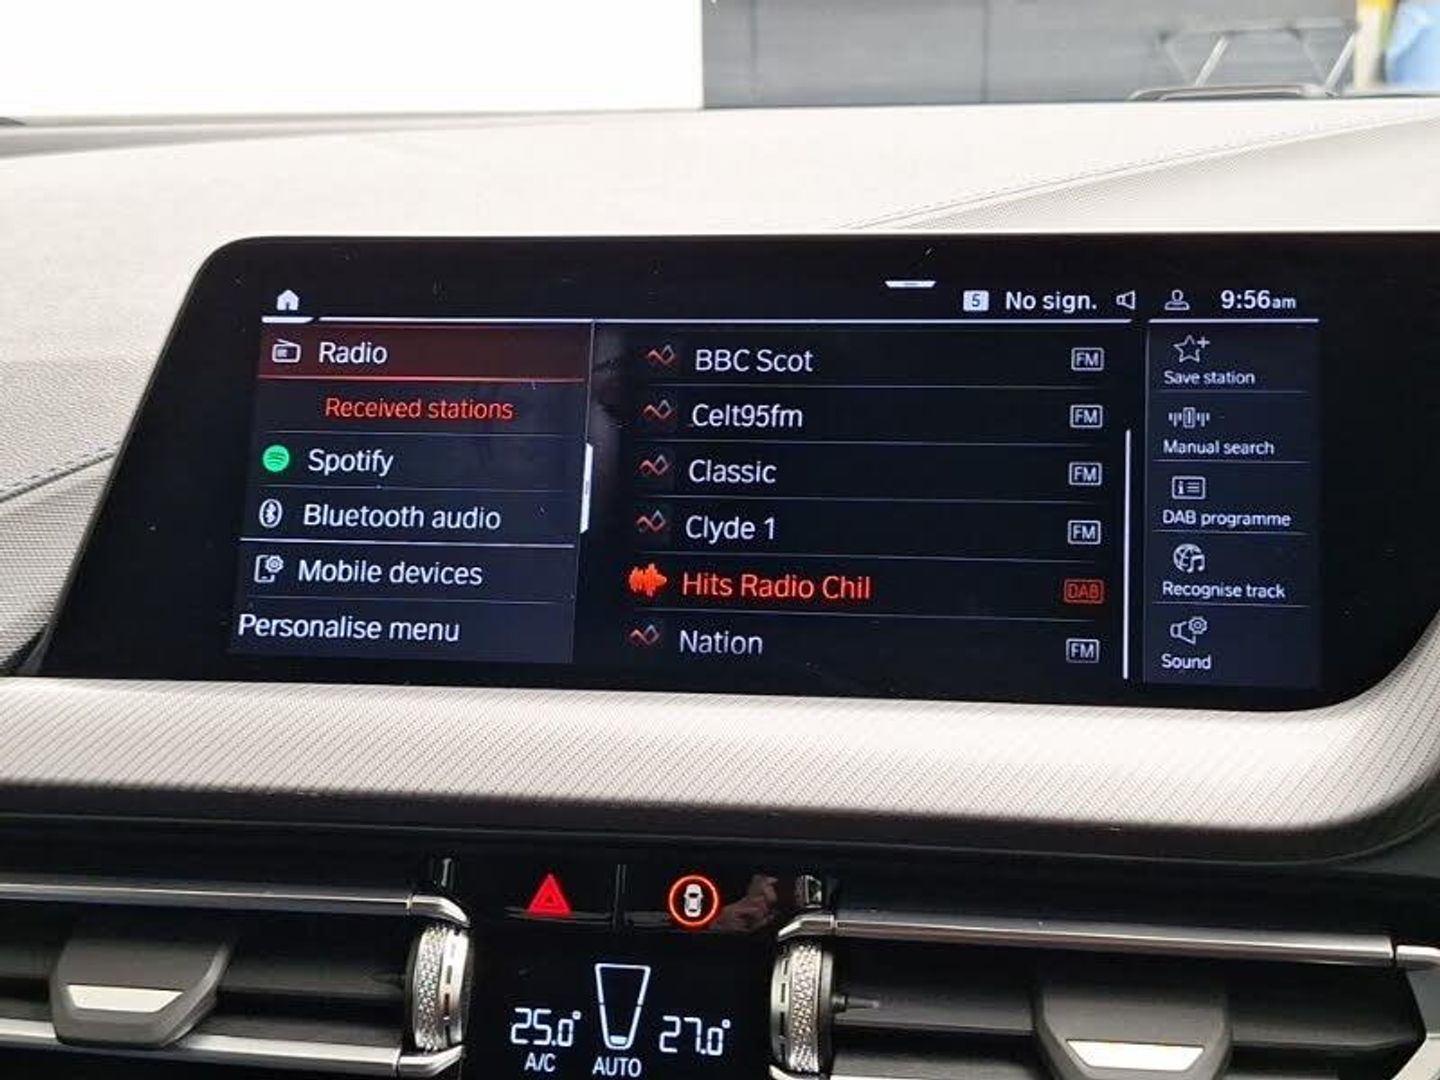 5 No sign. 9:56am
Radio
Received stations
Spotify
Bluetooth audio
Mobile devices
Personalise menu
BBC Scot FM
Celt95fm FM
Classic FM
Clyde 1 FM
Hits Radio Chil DAB
Nation FM
Save station
Manual search
DAB programme
Recognise track
Sound
25.0° 27.0°
A/C AUTO